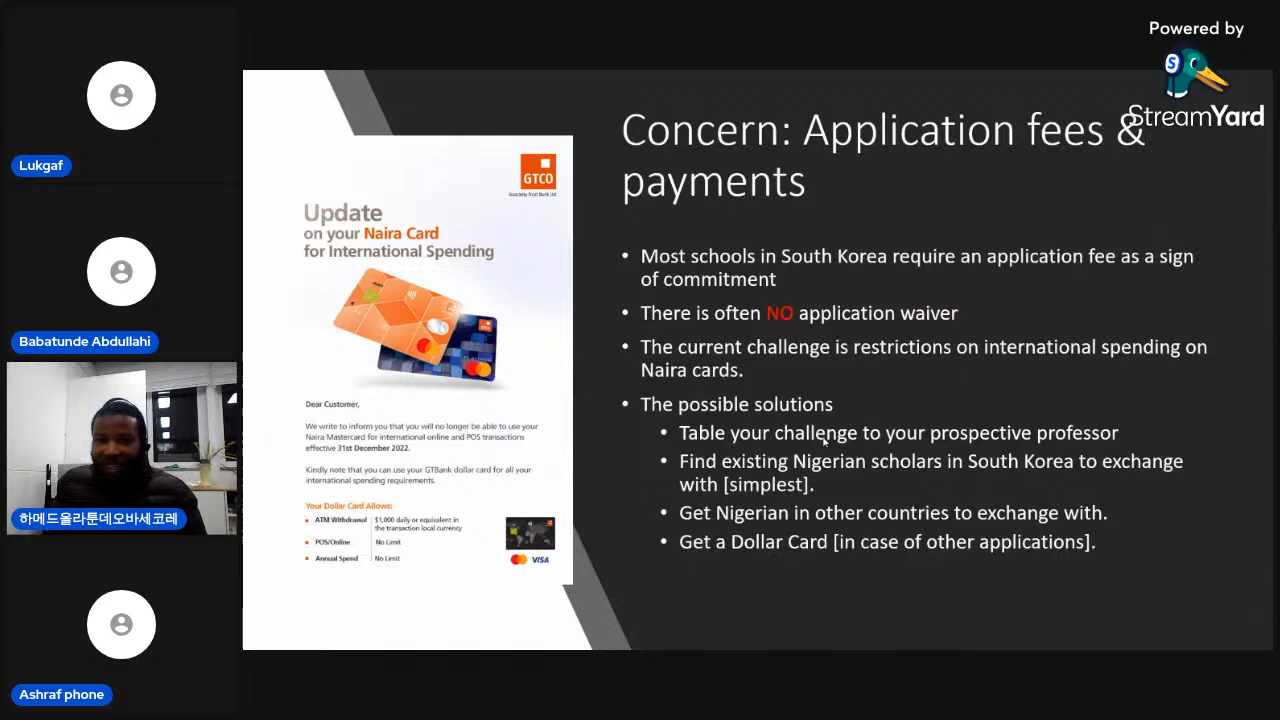 Powered by
StreamYard
Lukgaf
Babatunde Abdullahi
하메드올라툰데오바세코레
Ashraf phone
GTCO
Guaranty Trust Bank Ltd
Update
on your Naira Card
for International Spending
Dear Customer,
We write to inform you that you will no longer be able to use your
Naira Mastercard for international online and POS transactions
effective 31st December 2022.
Kindly note that you can use your GTBank dollar card for all your
international spending requirements.
Your Dollar Card Allows:
• ATM Withdrawal $1,000 daily or equivalent in
the transaction local currency
• POS/Online No Limit
• Annual Spend No Limit
VISA
Concern: Application fees &
payments
• Most schools in South Korea require an application fee as a sign
of commitment
• There is often NO application waiver
• The current challenge is restrictions on international spending on
Naira cards.
• The possible solutions
• Table your challenge to your prospective professor
• Find existing Nigerian scholars in South Korea to exchange
with [simplest].
• Get Nigerian in other countries to exchange with.
• Get a Dollar Card [in case of other applications].